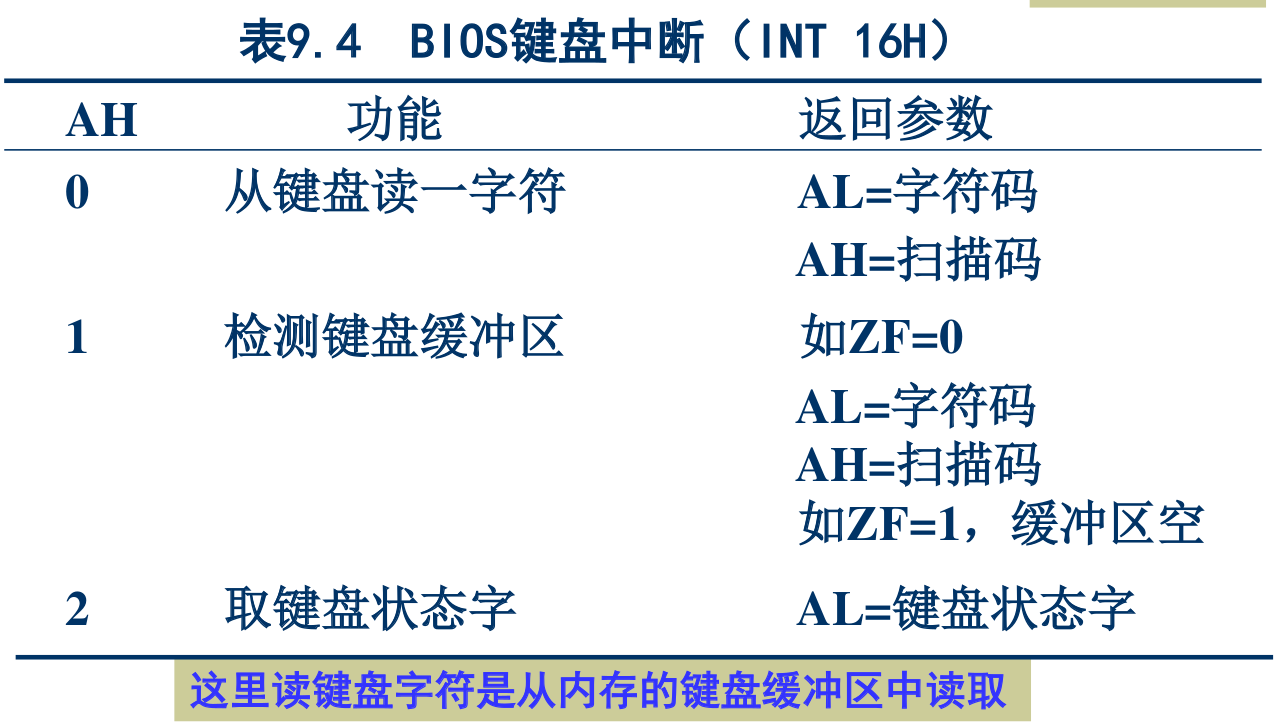 表9.4 BIOS键盘中断（INT 16H）
AH 功能 返回参数
0 从键盘读一字符 AL=字符码
AH=扫描码
1 检测键盘缓冲区 如ZF=0
AL=字符码
AH=扫描码
如ZF=1，缓冲区空
2 取键盘状态字 AL=键盘状态字
这里读键盘字符是从内存的键盘缓冲区中读取